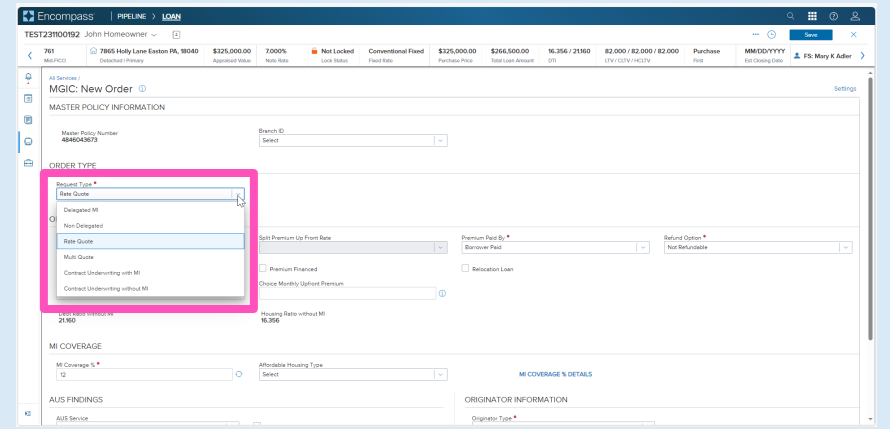 Encompass | PIPELINE > LOAN
TEST231100192 John Homeowner
Save
761 7865 Holly Lane Easton PA, 18040 $325,000.00 7.000% Not Locked Conventional Fixed $325,000.00 $266,500.00 16.356 / 21.160 82.000 / 82.000 / 82.000 Purchase MM/DD/YYYY FS: Mary K Adler
Mid-FICO Detached | Primary Appraised Value Note Rate Lock Status Fixed Rate Purchase Price Total Loan Amount DTI LTV / CLTV / HCLTV First Est Closing Date
All Services /
MGIC: New Order
Settings
MASTER POLICY INFORMATION
Master Policy Number
4846043673
Branch ID
Select
ORDER TYPE
Request Type *
Rate Quote
Delegated MI
Non Delegated
Rate Quote
Multi Quote
Contract Underwriting with MI
Contract Underwriting without MI
Split Premium Up Front Rate
Premium Paid By *
Borrower Paid
Refund Option *
Not Refundable
Premium Financed
Relocation Loan
Choice Monthly Upfront Premium
Debt Ratio without MI
21.160
Housing Ratio without MI
16.356
MI COVERAGE
MI Coverage % *
12
Affordable Housing Type
Select
MI COVERAGE % DETAILS
AUS FINDINGS
ORIGINATOR INFORMATION
AUS Service
Originator Type *